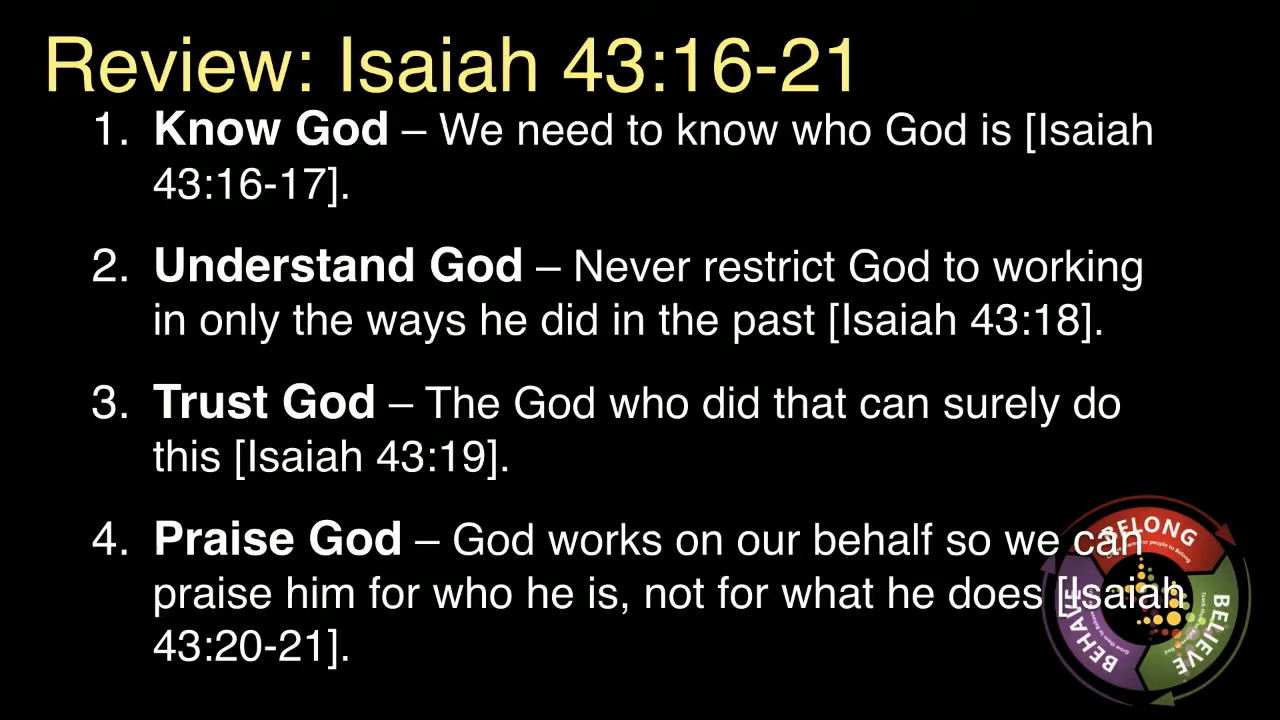 Review: Isaiah 43:16-21
1. Know God – We need to know who God is [Isaiah
43:16-17].
2. Understand God – Never restrict God to working
in only the ways he did in the past [Isaiah 43:18].
3. Trust God – The God who did that can surely do
this [Isaiah 43:19].
4. Praise God – God works on our behalf so we can
praise him for who he is, not for what he does [Isaiah
43:20-21].
BELONG
for people to Belong
BELIEVE
BEHAVE